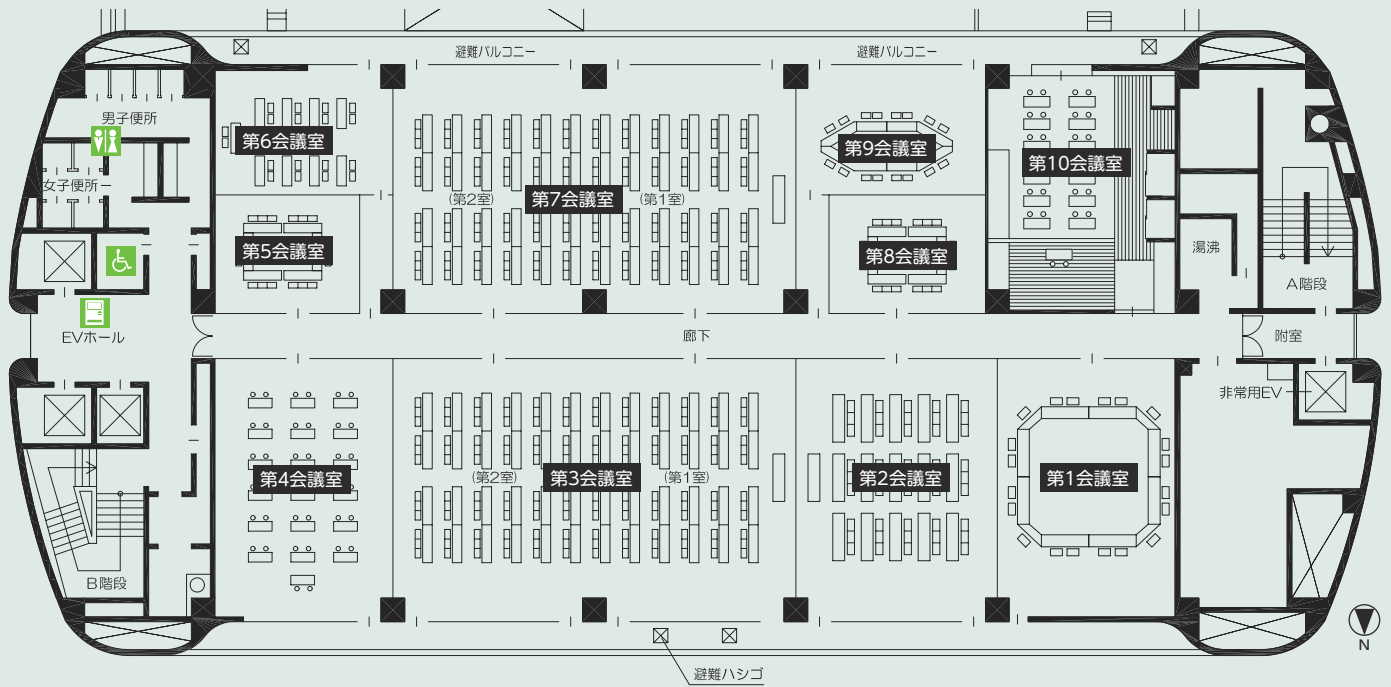 避難バルコニー
避難バルコニー
男子便所
第6会議室
第9会議室
第10会議室
女子便所
(第2室)
第7会議室
(第1室)
第5会議室
第8会議室
湯沸
A階段
EVホール
廊下
附室
非常用EV
第4会議室
(第2室)
第3会議室
(第1室)
第2会議室
第1会議室
B階段
N
避難ハシゴ